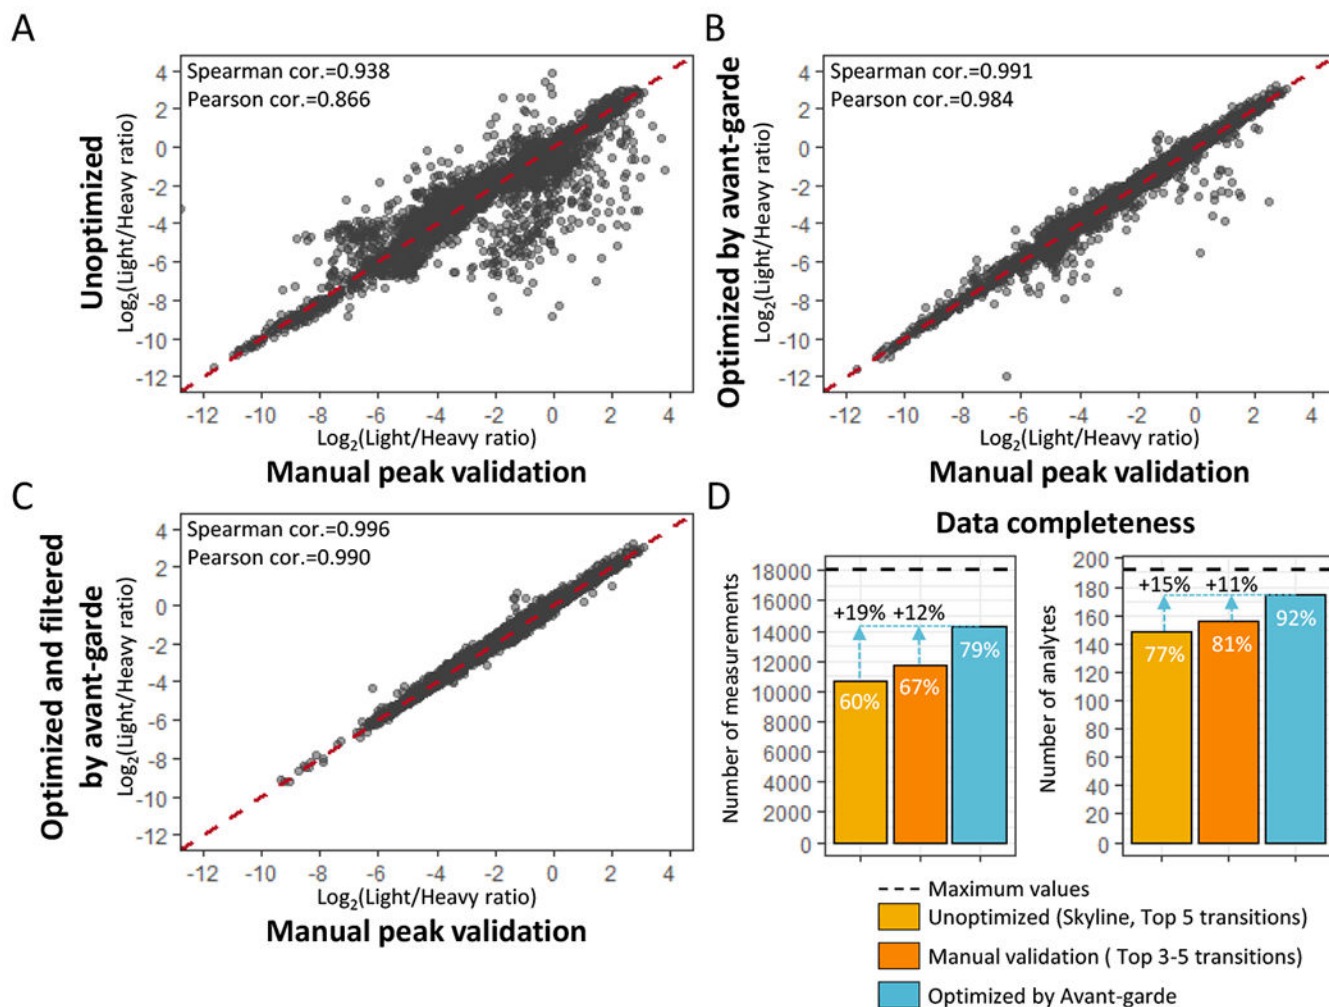 A
Unoptimized
Log2(Light/Heavy ratio)
Spearman cor.=0.938
Pearson cor.=0.866
4
2
0
-2
-4
-6
-8
-10
-12
-12 -10 -8 -6 -4 -2 0 2 4
Log2(Light/Heavy ratio)
Manual peak validation
B
Optimized by avant-garde
Log2(Light/Heavy ratio)
Spearman cor.=0.991
Pearson cor.=0.984
4
2
0
-2
-4
-6
-8
-10
-12
-12 -10 -8 -6 -4 -2 0 2 4
Log2(Light/Heavy ratio)
Manual peak validation
C
Optimized and filtered
by avant-garde
Log2(Light/Heavy ratio)
Spearman cor.=0.996
Pearson cor.=0.990
4
2
0
-2
-4
-6
-8
-10
-12
-12 -10 -8 -6 -4 -2 0 2 4
Log2(Light/Heavy ratio)
Manual peak validation
D
Data completeness
Number of measurements
18000
16000
14000
12000
10000
8000
6000
4000
2000
0
+19% +12%
60% 67% 79%
Number of analytes
200
180
160
140
120
100
80
60
40
20
0
+15% +11%
77% 81% 92%
Maximum values
Unoptimized (Skyline, Top 5 transitions)
Manual validation ( Top 3-5 transitions)
Optimized by Avant-garde